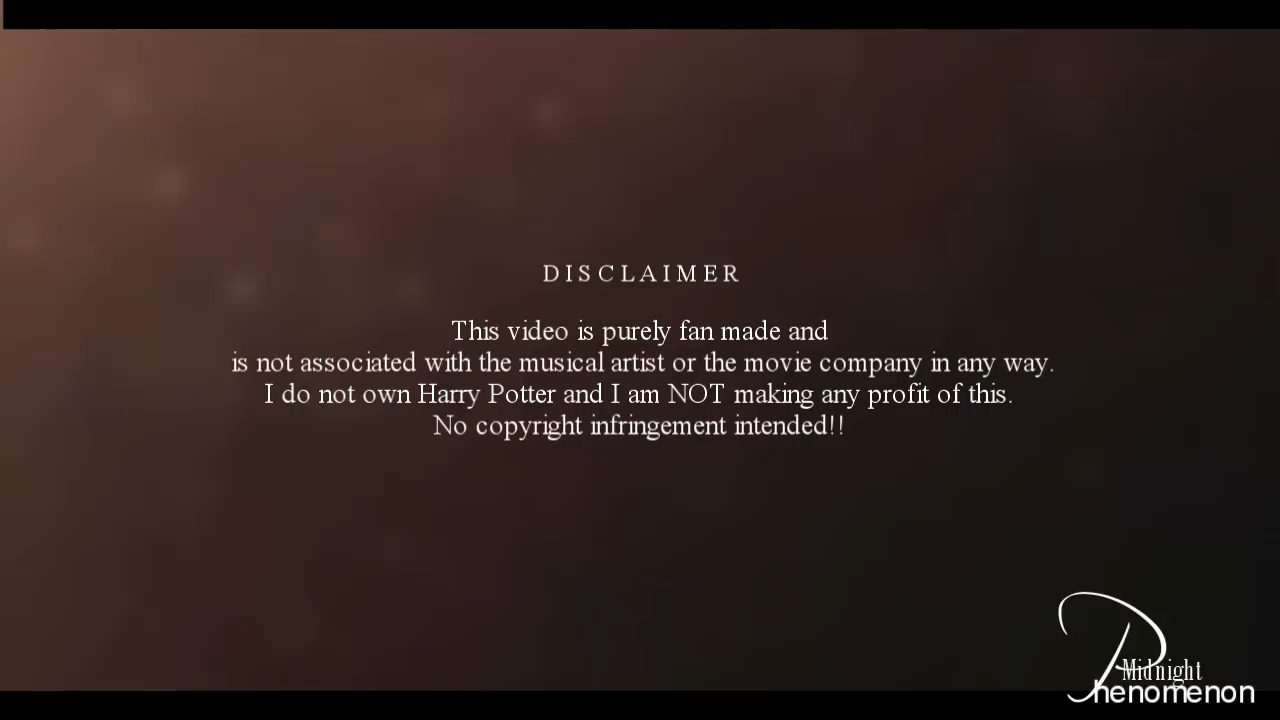 DISCLAIMER
This video is purely fan made and
is not associated with the musical artist or the movie company in any way.
I do not own Harry Potter and I am NOT making any profit of this.
No copyright infringement intended!!
Midnight
Phenomenon